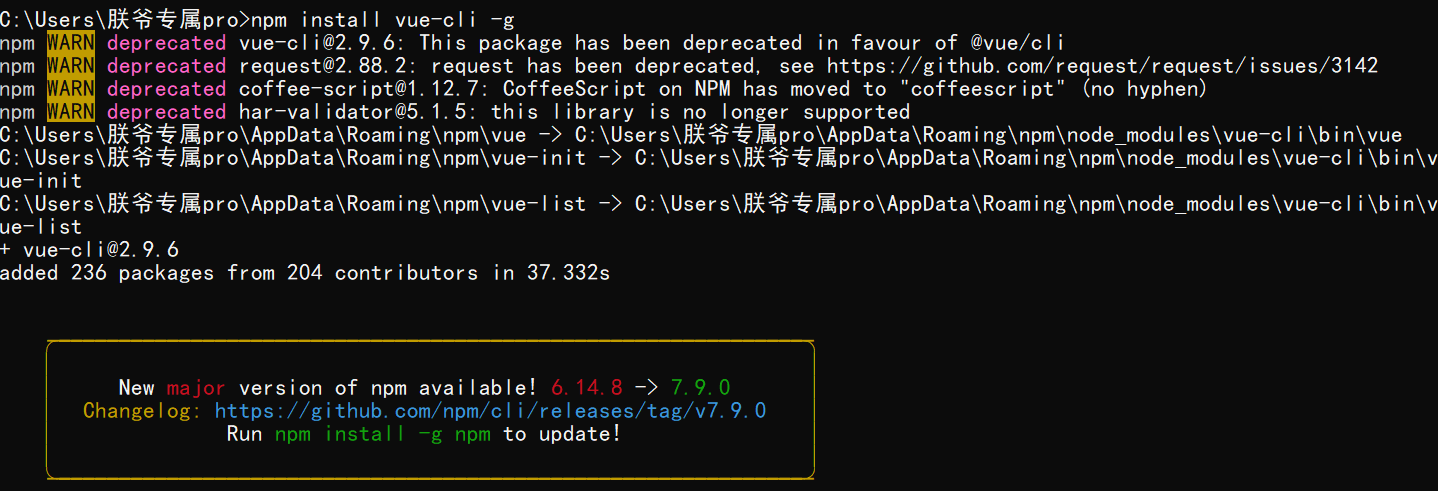 C:\Users\朕爷专属pro>npm install vue-cli -g
npm WARN deprecated vue-cli@2.9.6: This package has been deprecated in favour of @vue/cli
npm WARN deprecated request@2.88.2: request has been deprecated, see https://github.com/request/request/issues/3142
npm WARN deprecated coffee-script@1.12.7: CoffeeScript on NPM has moved to "coffeescript" (no hyphen)
npm WARN deprecated har-validator@5.1.5: this library is no longer supported
C:\Users\朕爷专属pro\AppData\Roaming\npm\vue -> C:\Users\朕爷专属pro\AppData\Roaming\npm\node_modules\vue-cli\bin\vue
C:\Users\朕爷专属pro\AppData\Roaming\npm\vue-init -> C:\Users\朕爷专属pro\AppData\Roaming\npm\node_modules\vue-cli\bin\v
ue-init
C:\Users\朕爷专属pro\AppData\Roaming\npm\vue-list -> C:\Users\朕爷专属pro\AppData\Roaming\npm\node_modules\vue-cli\bin\v
ue-list
+ vue-cli@2.9.6
added 236 packages from 204 contributors in 37.332s
New major version of npm available! 6.14.8 -> 7.9.0
Changelog: https://github.com/npm/cli/releases/tag/v7.9.0
Run npm install -g npm to update!